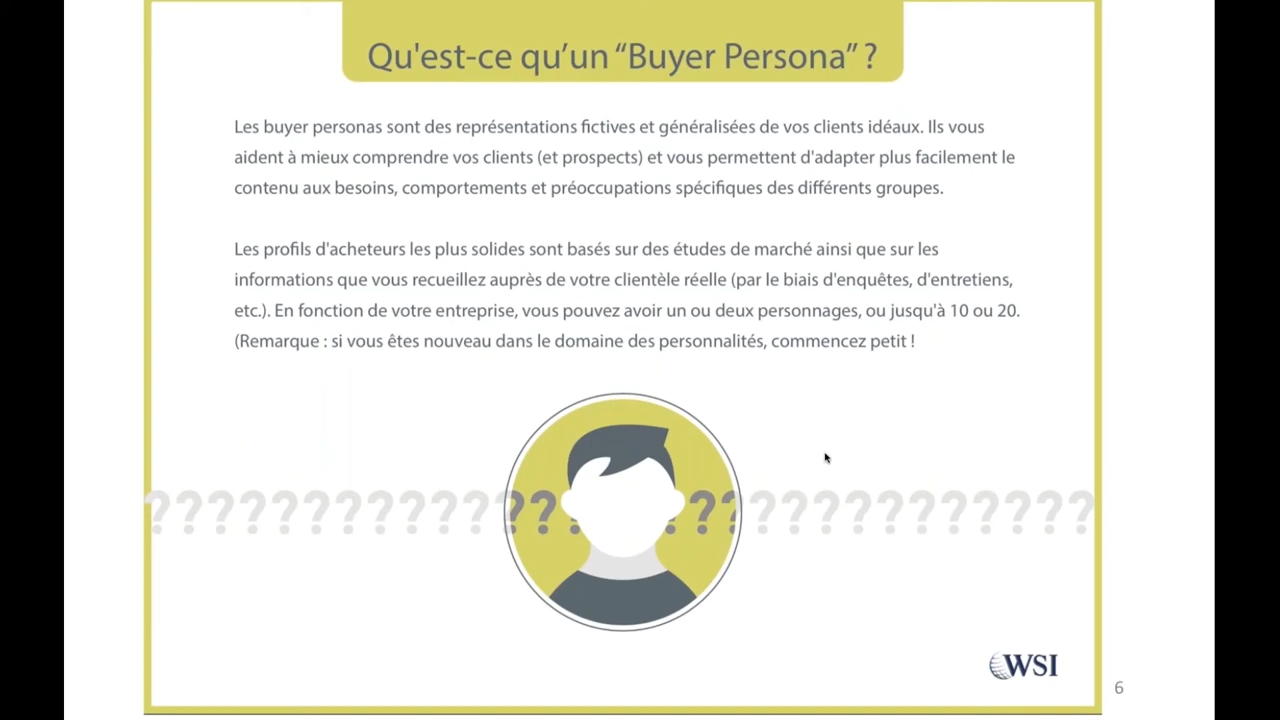 Qu'est-ce qu’un “Buyer Persona” ?
Les buyer personas sont des représentations fictives et généralisées de vos clients idéaux. Ils vous
aident à mieux comprendre vos clients (et prospects) et vous permettent d'adapter plus facilement le
contenu aux besoins, comportements et préoccupations spécifiques des différents groupes.
Les profils d'acheteurs les plus solides sont basés sur des études de marché ainsi que sur les
informations que vous recueillez auprès de votre clientèle réelle (par le biais d'enquêtes, d'entretiens,
etc.). En fonction de votre entreprise, vous pouvez avoir un ou deux personnages, ou jusqu'à 10 ou 20.
(Remarque : si vous êtes nouveau dans le domaine des personnalités, commencez petit !
????????????? ?? ?? ?????????????
WSI
6